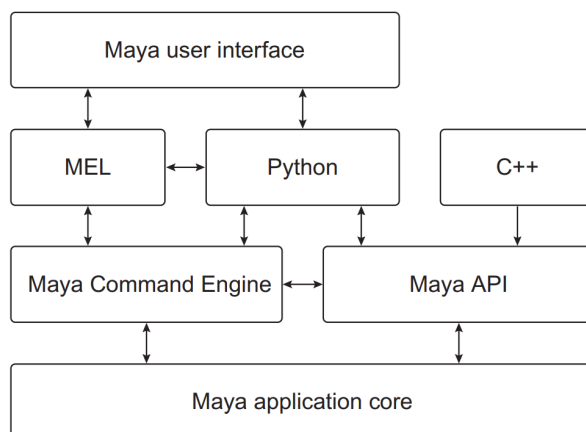 Maya user interface
MEL
Python
C++
Maya Command Engine
Maya API
Maya application core